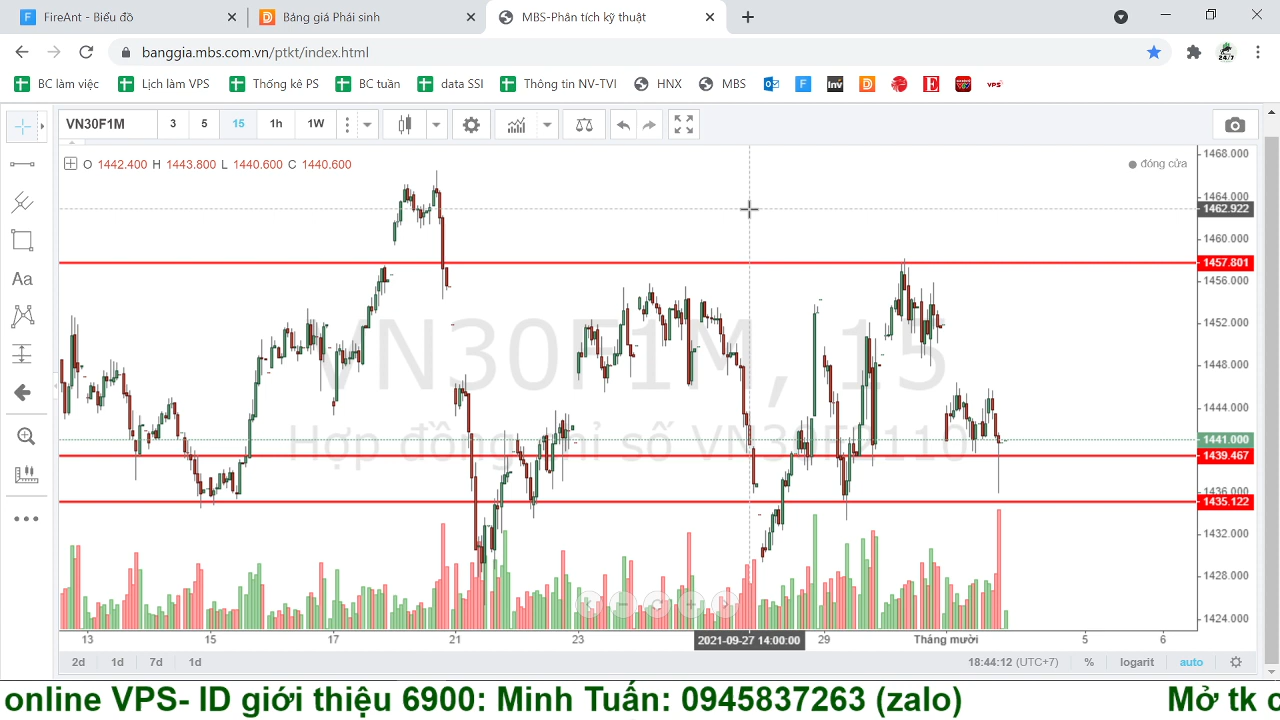 FireAnt - Biểu đồ
Bảng giá Phái sinh
MBS-Phân tích kỹ thuật
banggia.mbs.com.vn/ptkt/index.html
BC làm việc
Lịch làm VPS
Thống kê PS
BC tuần
data SSI
Thông tin NV-TVI
HNX
MBS
VN30F1M
3
5
15
1h
1W
O 1442.400 H 1443.800 L 1440.600 C 1440.600
đóng cửa
Aa
VN30F1M, 15
1468.000
1464.000
1462.922
1460.000
1457.801
1456.000
1452.000
1448.000
1444.000
1441.000
1439.467
1436.000
1435.122
1432.000
1428.000
1424.000
13
15
17
21
23
2021-09-27 14:00:00
29
Tháng mười
5
6
2d
1d
7d
1d
18:44:12 (UTC+7)
%
logarit
auto
online VPS- ID giới thiệu 6900: Minh Tuấn: 0945837263 (zalo)
Mở tk c